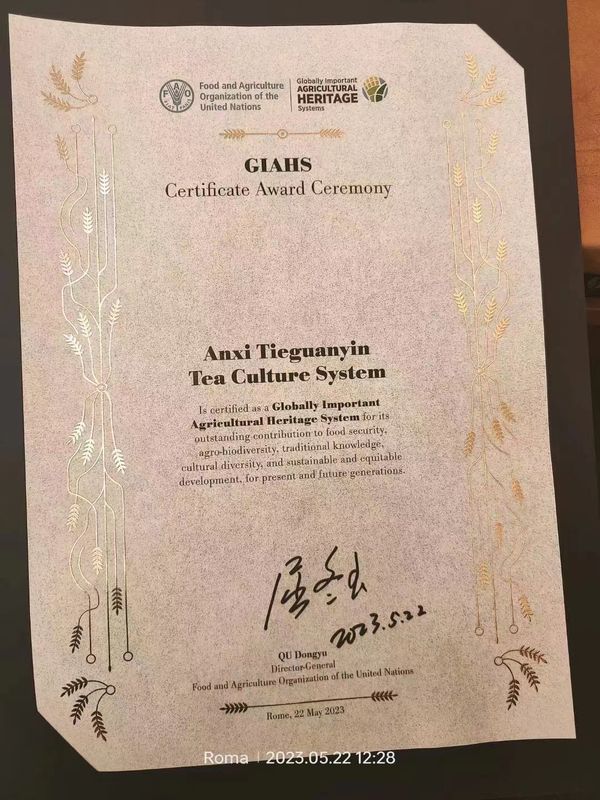 Food and Agriculture
Organization of the
United Nations
Globally Important
AGRICULTURAL
HERITAGE
Systems
GIAHS
Certificate Award Ceremony
Anxi Tieguanyin
Tea Culture System
Is certified as a Globally Important
Agricultural Heritage System for its
outstanding contribution to food security,
agro-biodiversity, traditional knowledge,
cultural diversity, and sustainable and equitable
development, for present and future generations.
屈冬玉
2023.5.22
QU Dongyu
Director-General
Food and Agriculture Organization of the United Nations
Rome, 22 May 2023
Roma | 2023.05.22 12:28